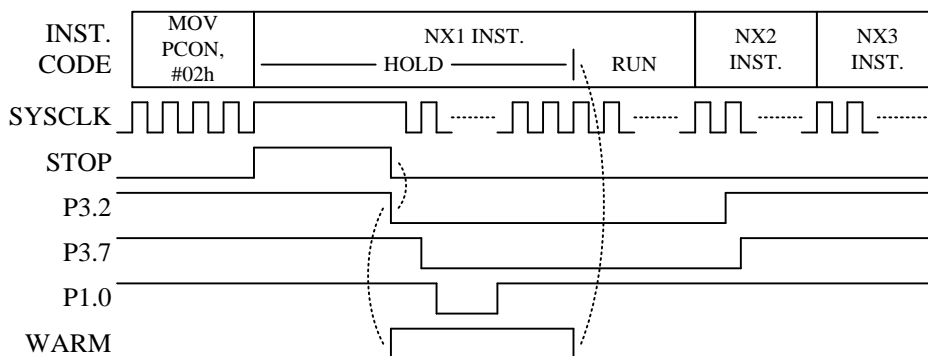 INST.
CODE
MOV
PCON,
#02h
NX1 INST.
HOLD
RUN
NX2
INST.
NX3
INST.
SYSCLK
STOP
P3.2
P3.7
P1.0
WARM